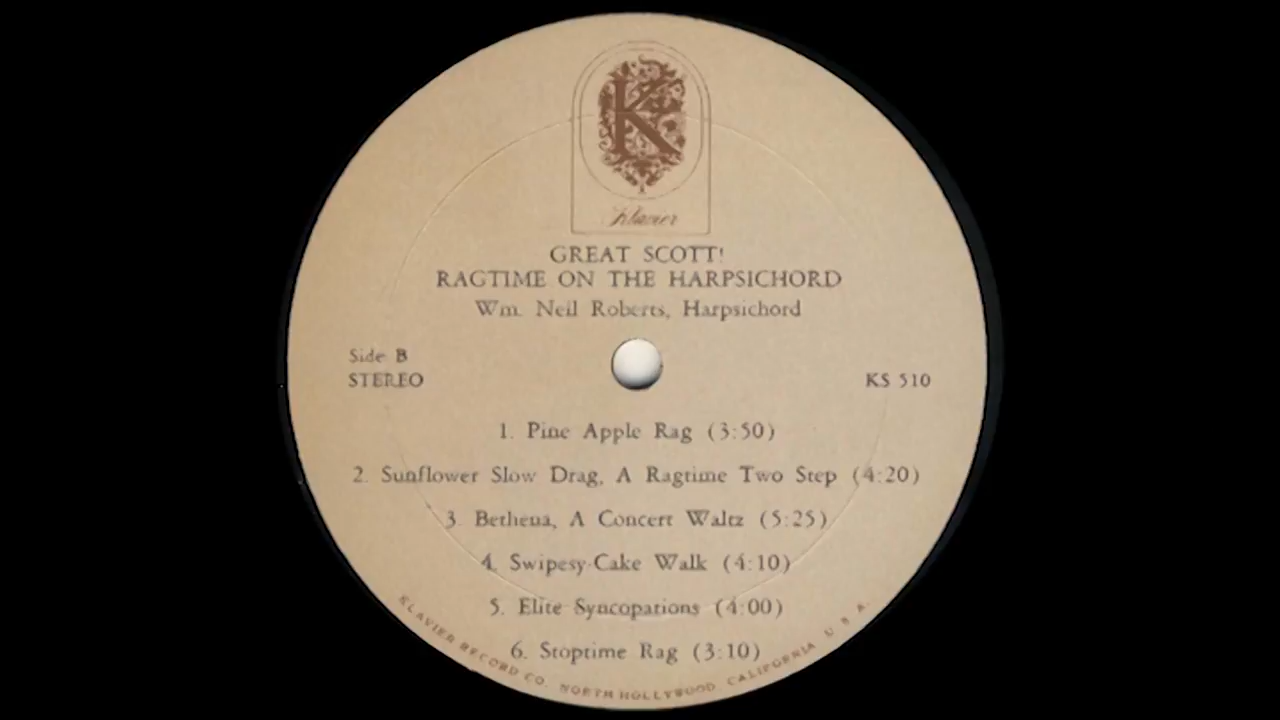 K
Klavier
GREAT SCOTT!
RAGTIME ON THE HARPSICHORD
Wm. Neil Roberts, Harpsichord
Side B
STEREO
KS 510
1. Pine Apple Rag (3:50)
2. Sunflower Slow Drag, A Ragtime Two Step (4:20)
3. Bethena, A Concert Waltz (5:25)
4. Swipesy-Cake Walk (4:10)
5. Elite Syncopations (4:00)
6. Stoptime Rag (3:10)
KLAVIER RECORD CO. NORTH HOLLYWOOD, CALIFORNIA U.S.A.